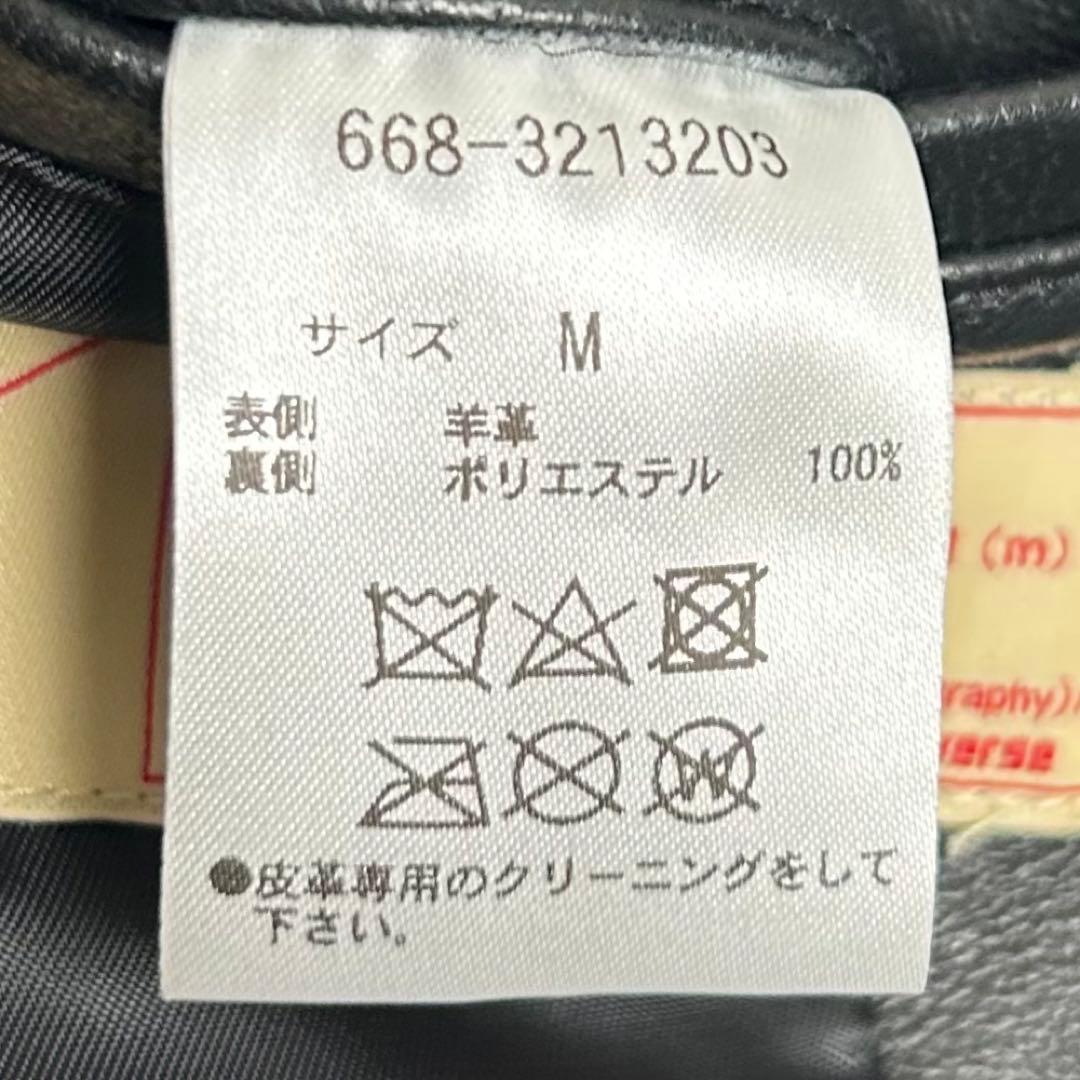 668-3213203
サイズ M
表側 羊革
裏側 ポリエステル 100%
W
●皮革専用のクリーニングをして
下さい。
(m)
raphy)
verse